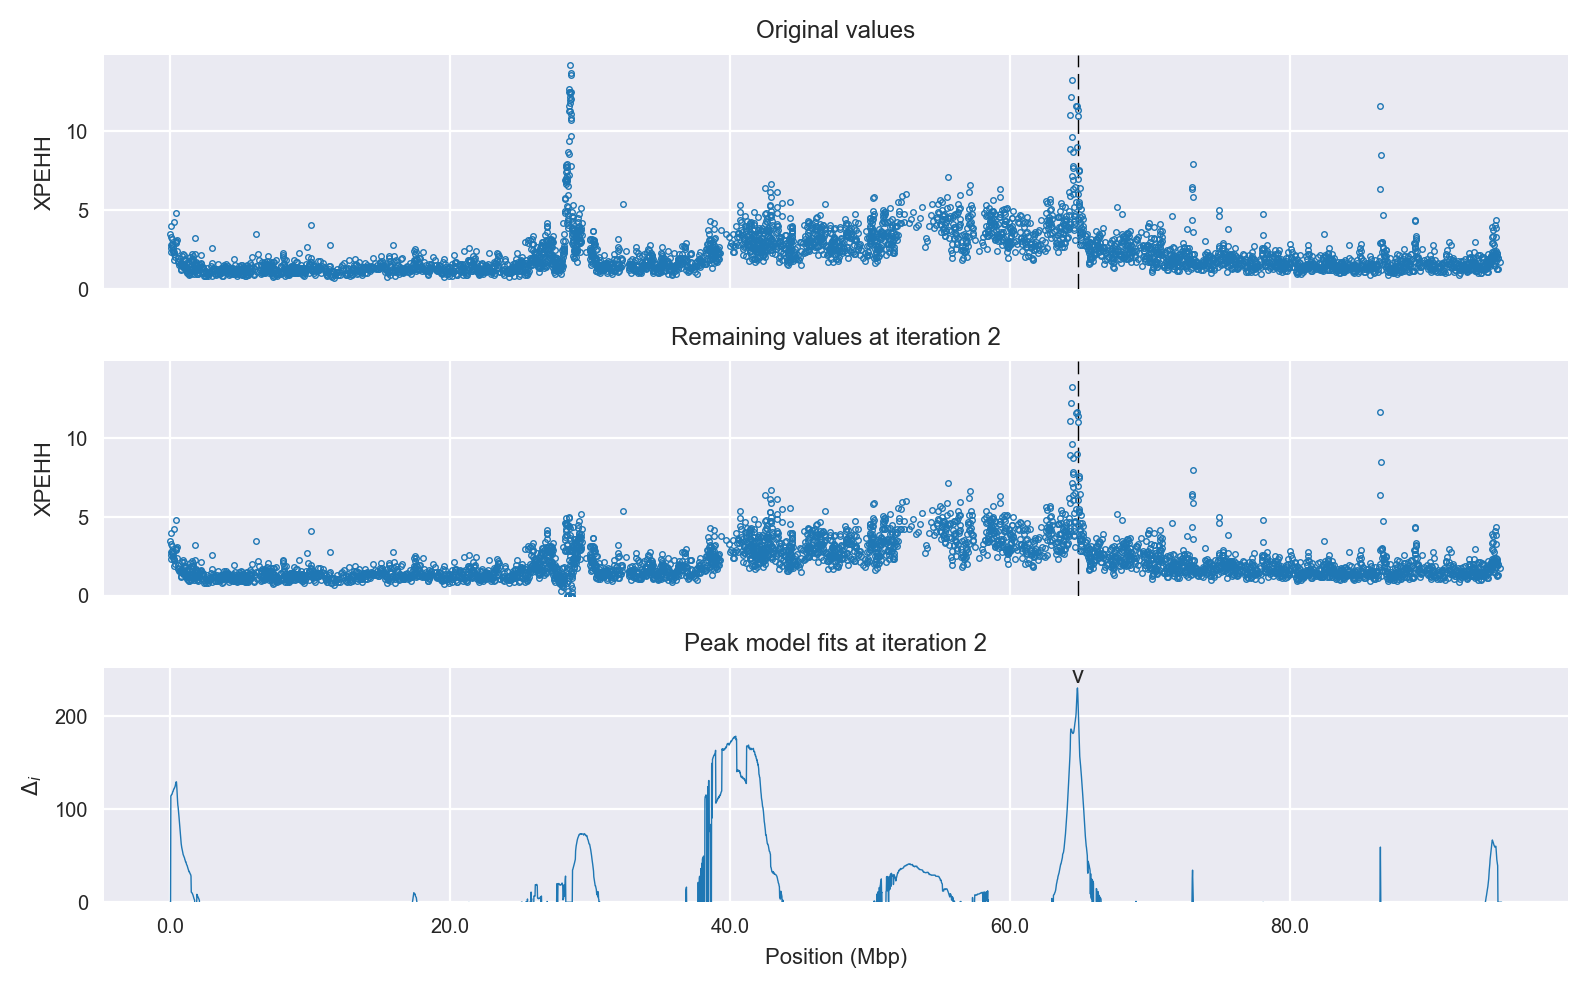 Original values
XPEHH
10
5
0
Remaining values at iteration 2
XPEHH
10
5
0
Peak model fits at iteration 2
v
Δi
200
100
0
0.0 20.0 40.0 60.0 80.0
Position (Mbp)